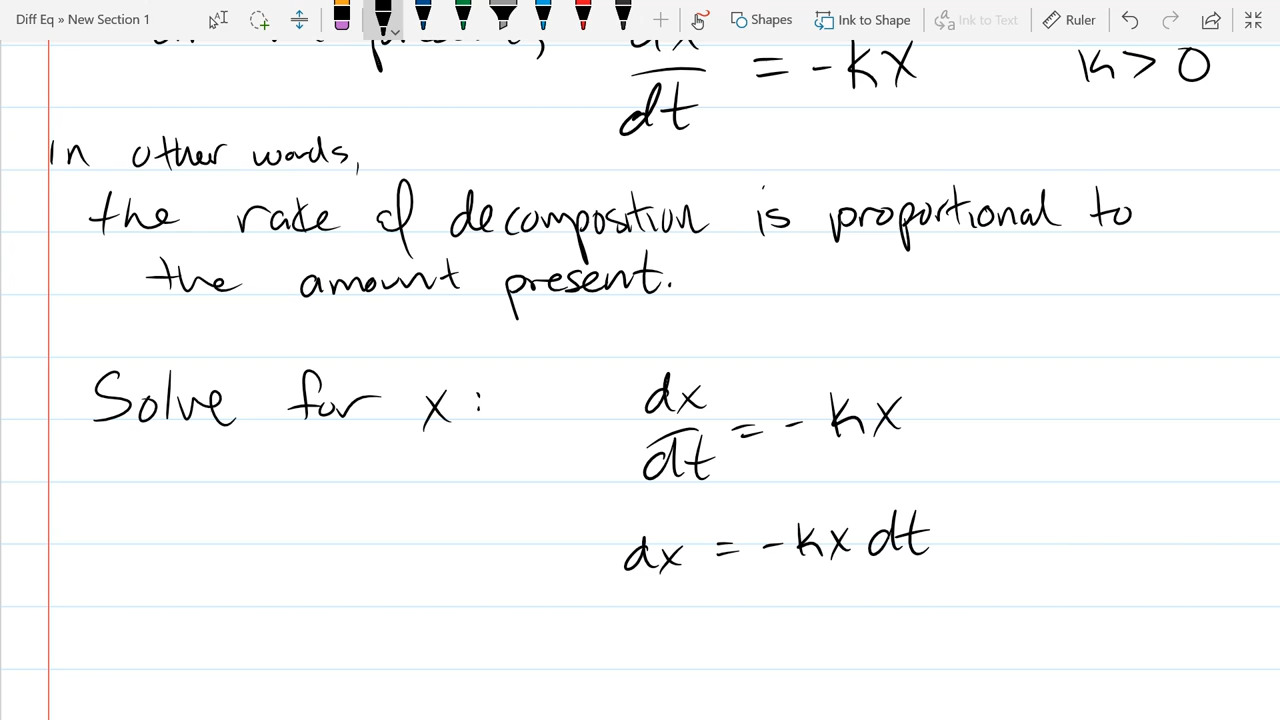 Diff Eq » New Section 1
Shapes Ink to Shape Ink to Text Ruler
dx/dt = -kx k > 0
In other words,
the rate of decomposition is proportional to
the amount present.
Solve for x: dx/dt = -kx
dx = -kx dt